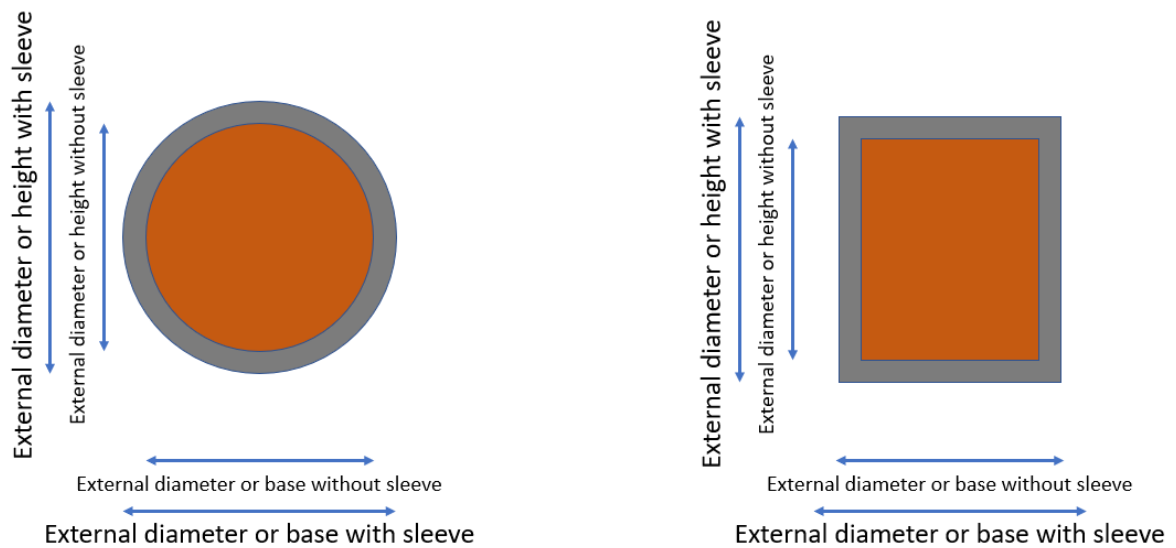 External diameter or height with sleeve
External diameter or height without sleeve
External diameter or base without sleeve
External diameter or base with sleeve
External diameter or height with sleeve
External diameter or height without sleeve
External diameter or base without sleeve
External diameter or base with sleeve